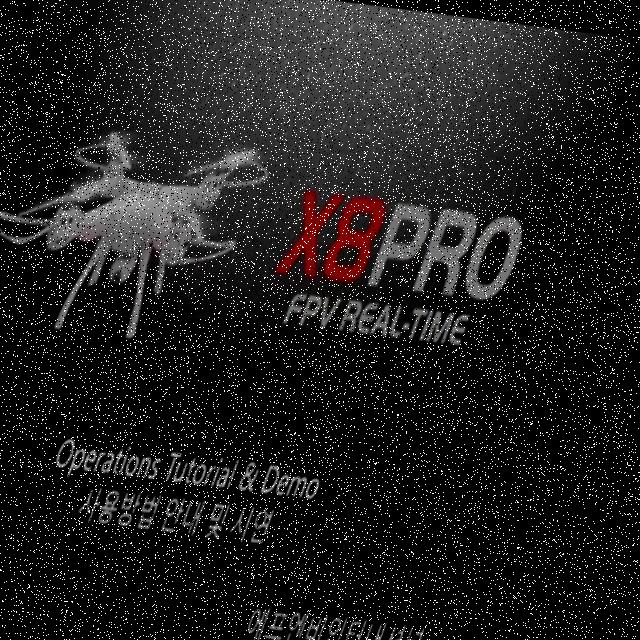 X8PRO
FPV REAL-TIME
Operations Tutorial & Demo
사용방법 안내 및 시연